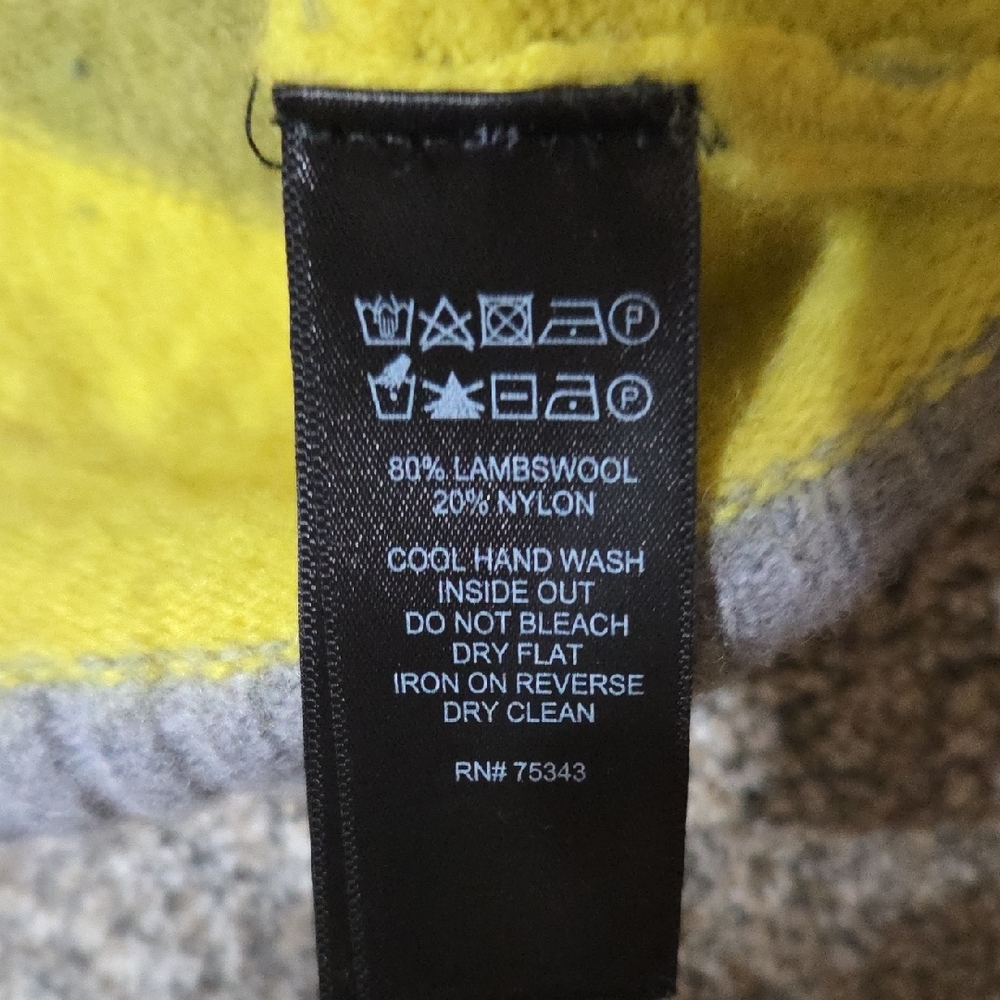 P
P
80% LAMBSWOOL
20% NYLON
COOL HAND WASH
INSIDE OUT
DO NOT BLEACH
DRY FLAT
IRON ON REVERSE
DRY CLEAN
RN# 75343